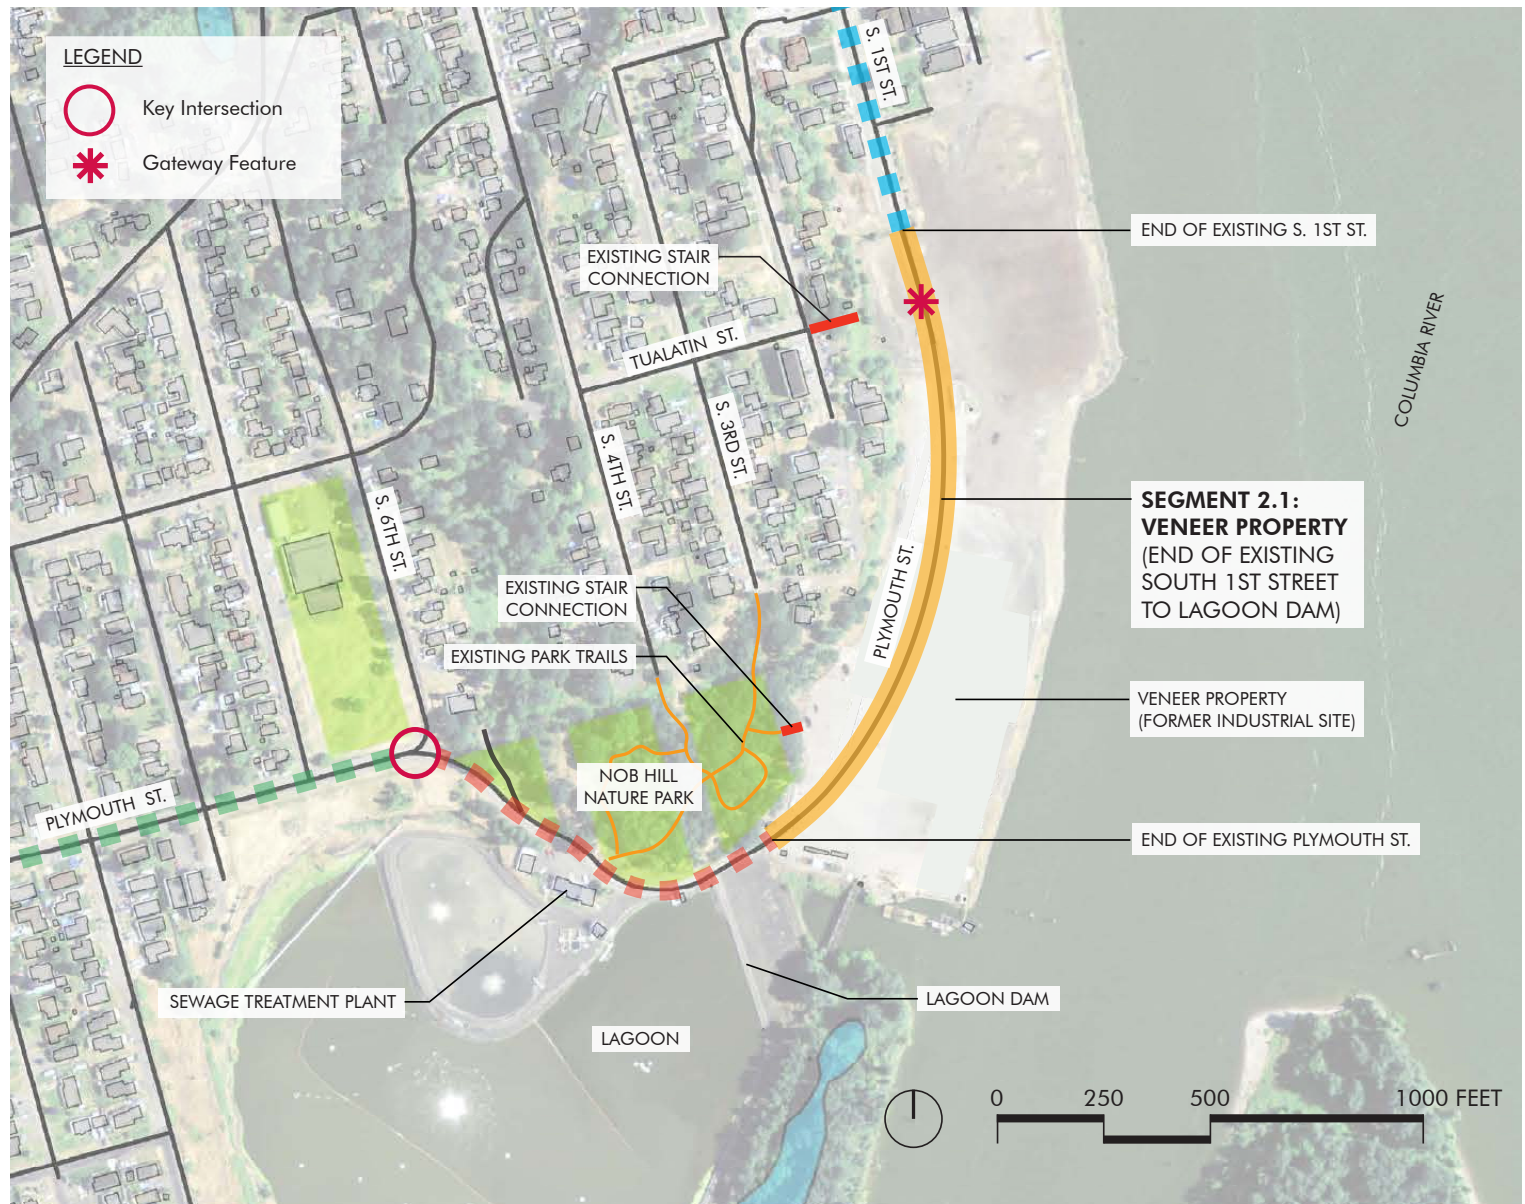 LEGEND
Key Intersection
Gateway Feature
S. 1ST ST.
END OF EXISTING S. 1ST ST.
EXISTING STAIR
CONNECTION
TUALATIN ST.
COLUMBIA RIVER
S. 3RD ST.
S. 4TH ST.
S. 6TH ST.
SEGMENT 2.1:
VENEER PROPERTY
(END OF EXISTING
SOUTH 1ST STREET
TO LAGOON DAM)
PLYMOUTH ST.
EXISTING STAIR
CONNECTION
EXISTING PARK TRAILS
VENEER PROPERTY
(FORMER INDUSTRIAL SITE)
NOB HILL
NATURE PARK
PLYMOUTH ST.
END OF EXISTING PLYMOUTH ST.
SEWAGE TREATMENT PLANT
LAGOON DAM
LAGOON
0 250 500 1000 FEET